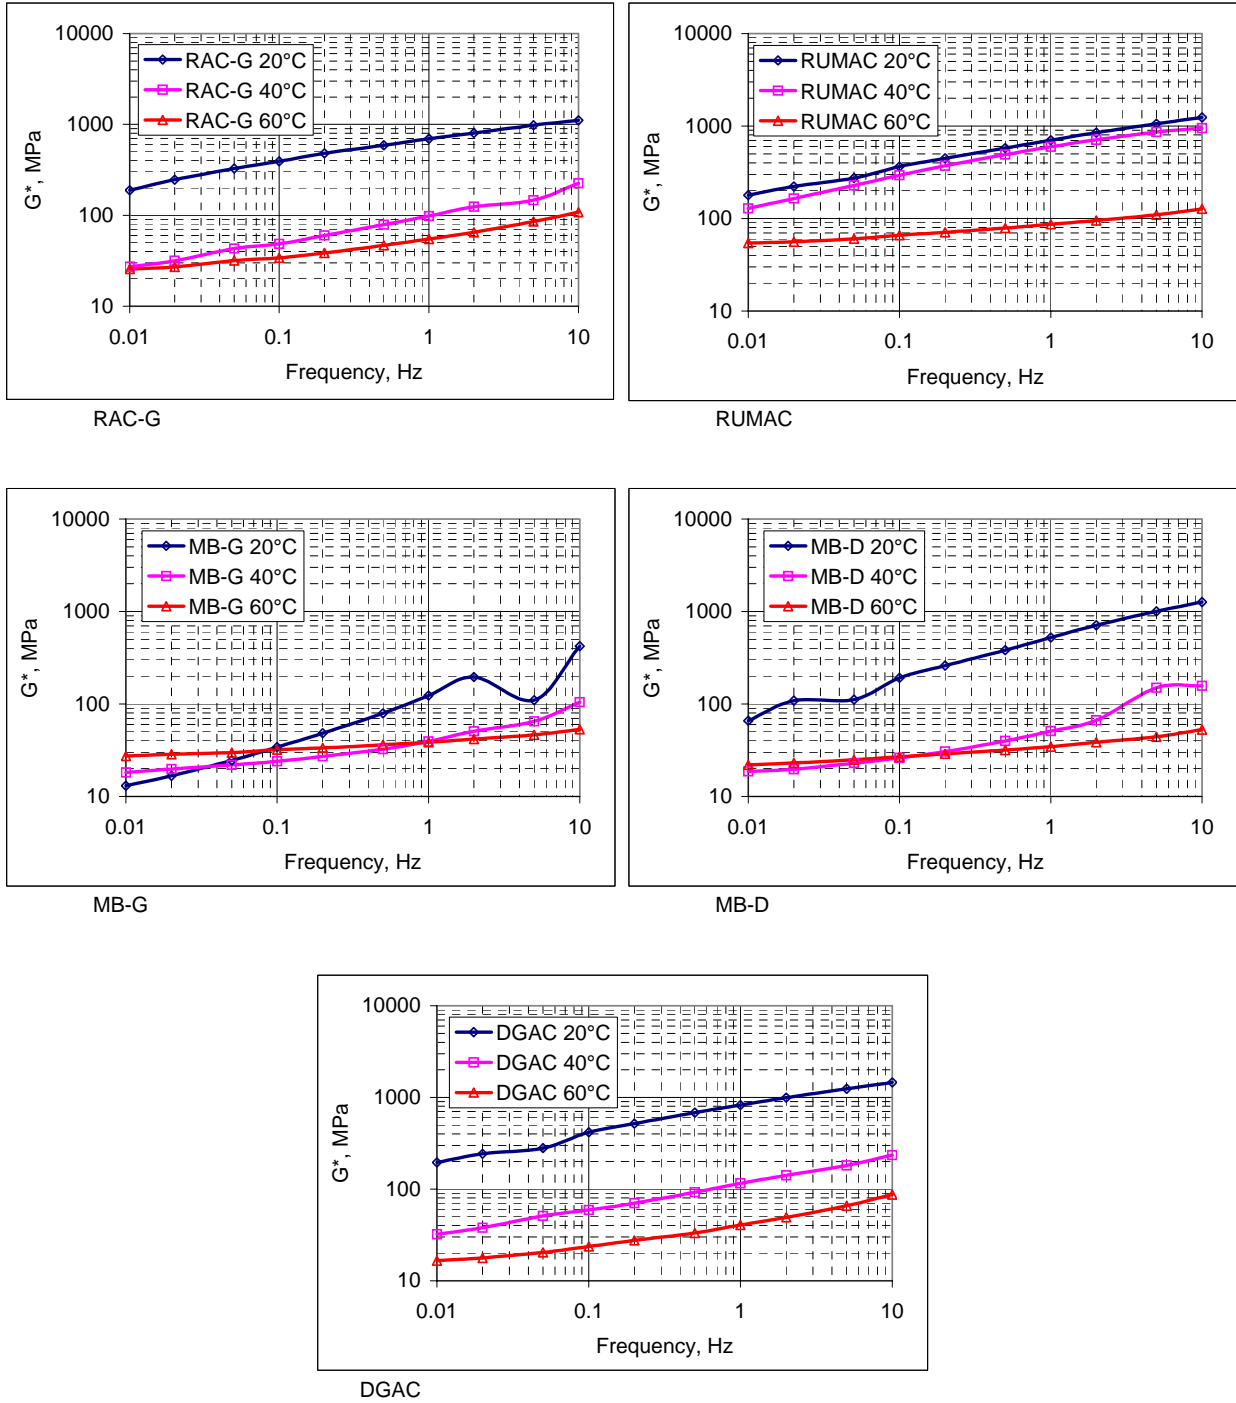 10000
1000
100
10
G*, MPa
RAC-G 20°C
RAC-G 40°C
RAC-G 60°C
0.01 0.1 1 10
Frequency, Hz
RAC-G
10000
1000
100
10
G*, MPa
RUMAC 20°C
RUMAC 40°C
RUMAC 60°C
0.01 0.1 1 10
Frequency, Hz
RUMAC
10000
1000
100
10
G*, MPa
MB-G 20°C
MB-G 40°C
MB-G 60°C
0.01 0.1 1 10
Frequency, Hz
MB-G
10000
1000
100
10
G*, MPa
MB-D 20°C
MB-D 40°C
MB-D 60°C
0.01 0.1 1 10
Frequency, Hz
MB-D
10000
1000
100
10
G*, MPa
DGAC 20°C
DGAC 40°C
DGAC 60°C
0.01 0.1 1 10
Frequency, Hz
DGAC